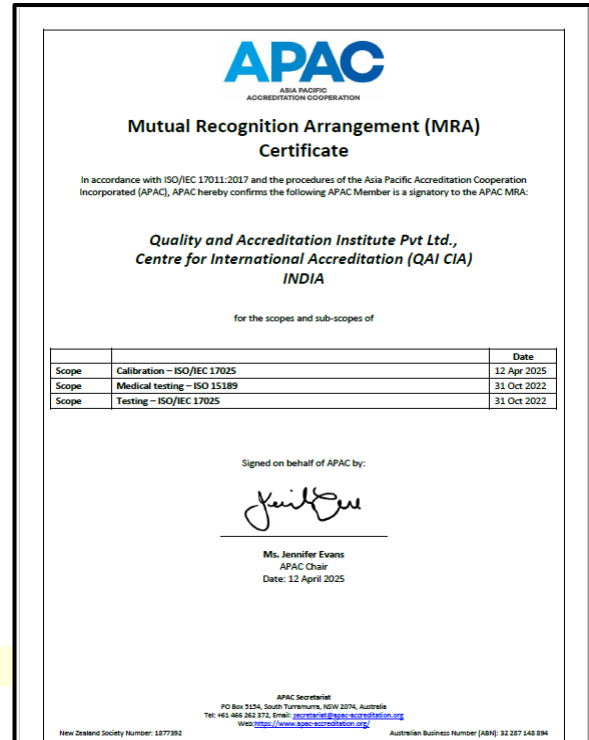 APAC
ASIA PACIFIC
ACCREDITATION COOPERATION
Mutual Recognition Arrangement (MRA)
Certificate
In accordance with ISO/IEC 17011:2017 and the procedures of the Asia Pacific Accreditation Cooperation
Incorporated (APAC), APAC hereby confirms the following APAC Member is a signatory to the APAC MRA:
Quality and Accreditation Institute Pvt Ltd.,
Centre for International Accreditation (QAI CIA)
INDIA
for the scopes and sub-scopes of
Date
Scope Calibration – ISO/IEC 17025 12 Apr 2025
Scope Medical testing – ISO 15189 31 Oct 2022
Scope Testing – ISO/IEC 17025 31 Oct 2022
Signed on behalf of APAC by:
Ms. Jennifer Evans
APAC Chair
Date: 12 April 2025
APAC Secretariat
PO Box 5154, South Turramurra, NSW 2074, Australia
Tel: +61 466 262 372, Email: secretariat@apac-accreditation.org
Web:https://www.apac-accreditation.org/
New Zealand Society Number: 1877392 Australian Business Number (ABN): 32 287 148 894